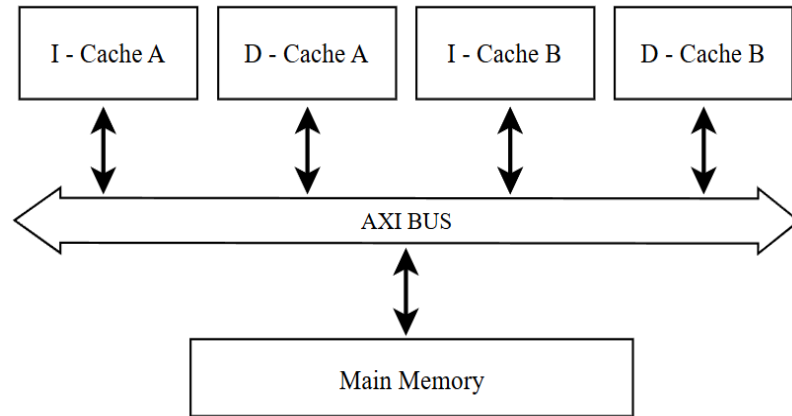 I - Cache A
D - Cache A
I - Cache B
D - Cache B
AXI BUS
Main Memory